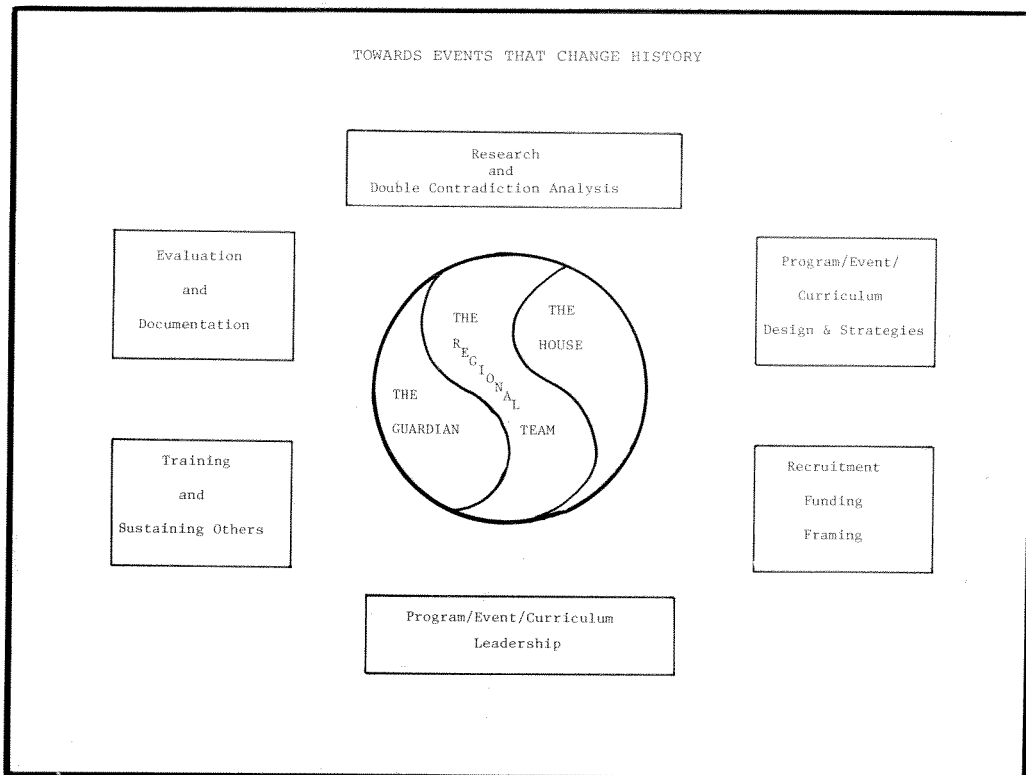 TOWARDS EVENTS THAT CHANGE HISTORY
Research
and
Double Contradiction Analysis
Evaluation
and
Documentation
Program/Event/
Curriculum
Design & Strategies
THE
REGIONAL
TEAM
THE
HOUSE
THE
GUARDIAN
Training
and
Sustaining Others
Recruitment
Funding
Framing
Program/Event/Curriculum
Leadership